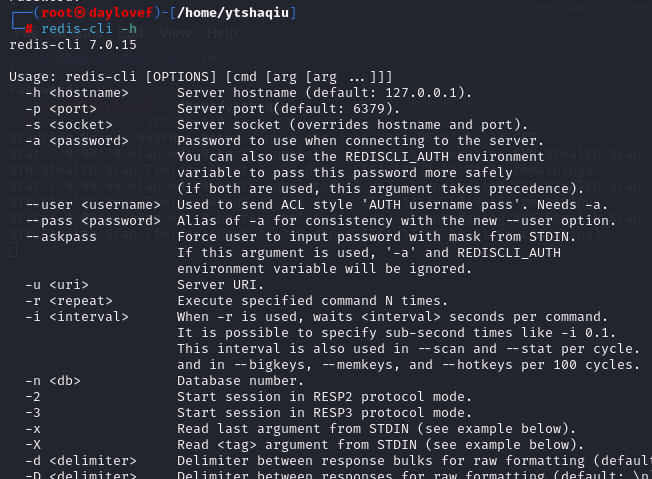 ┌──(root㉿daylovef)-[/home/ytshaqiu]
└─# redis-cli -h
redis-cli 7.0.15
Usage: redis-cli [OPTIONS] [cmd [arg [arg ...]]]
-h <hostname> Server hostname (default: 127.0.0.1).
-p <port> Server port (default: 6379).
-s <socket> Server socket (overrides hostname and port).
-a <password> Password to use when connecting to the server.
You can also use the REDISCLI_AUTH environment
variable to pass this password more safely
(if both are used, this argument takes precedence).
--user <username> Used to send ACL style 'AUTH username pass'. Needs -a.
--pass <password> Alias of -a for consistency with the new --user option.
--askpass Force user to input password with mask from STDIN.
If this argument is used, '-a' and REDISCLI_AUTH
environment variable will be ignored.
-u <uri> Server URI.
-r <repeat> Execute specified command N times.
-i <interval> When -r is used, waits <interval> seconds per command.
It is possible to specify sub-second times like -i 0.1.
This interval is also used in --scan and --stat per cycle.
and in --bigkeys, --memkeys, and --hotkeys per 100 cycles.
-n <db> Database number.
-2 Start session in RESP2 protocol mode.
-3 Start session in RESP3 protocol mode.
-x Read last argument from STDIN (see example below).
-X Read <tag> argument from STDIN (see example below).
-d <delimiter> Delimiter between response bulks for raw formatting (defau
-D <delimiter> Delimiter between responses for raw formatting (default: \n